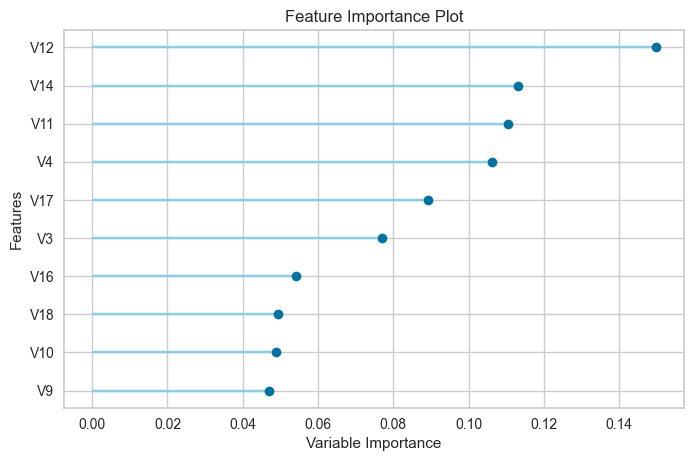 Feature Importance Plot
Features
V12
V14
V11
V4
V17
V3
V16
V18
V10
V9
0.00 0.02 0.04 0.06 0.08 0.10 0.12 0.14
Variable Importance